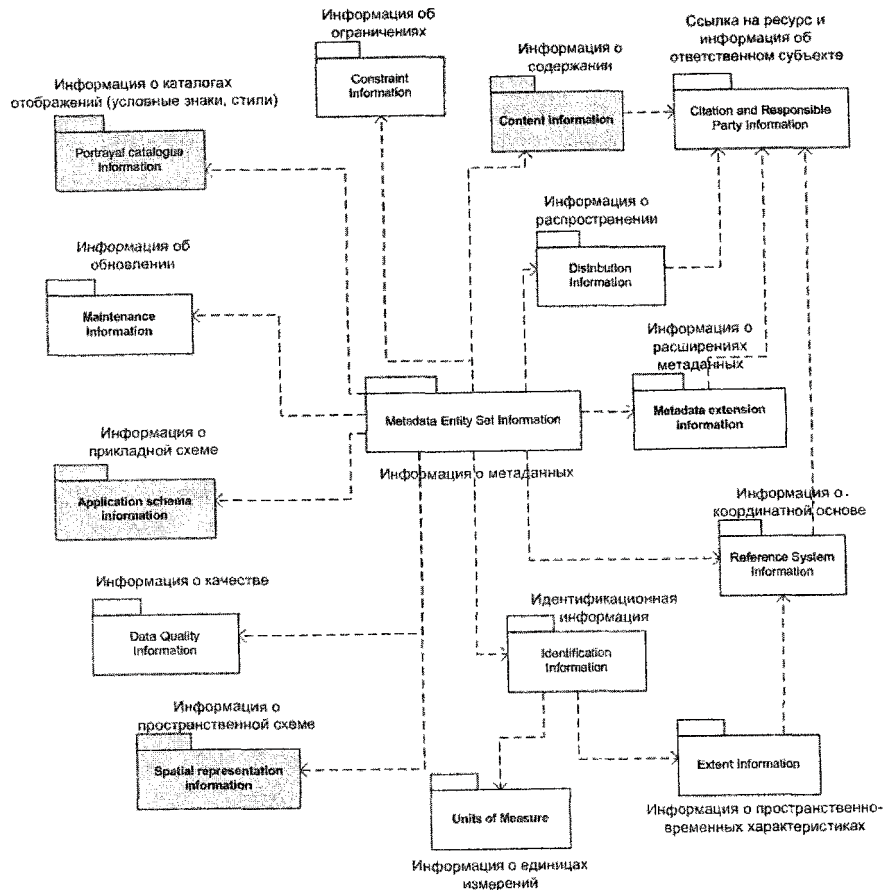 Информация об
ограничениях
Constraint
Information
Информация о
содержании
Content information
Ссылка на ресурс и
информация об
ответственном субъекте
Citation and Responsible
Party Information
Информация о каталогах
отображений (условные знаки, стили)
Portrayal catalogue
Information
Информация о
распространении
Distribution
Information
Информация об
обновлении
Maintenance
Information
Информация о
расширениях
метаданных
Metadata extension
information
Metadata Entity Set Information
Информация о метаданных
Информация о
прикладной схеме
Application schema
information
Информация о
координатной основе
Reference System
Information
Информация о качестве
Data Quality
Information
Идентификационная
информация
Identification
Information
Информация о
пространственной схеме
Spatial representation
information
Extent Information
Информация о пространственно-
временных характеристиках
Units of Measure
Информация о единицах
измерений